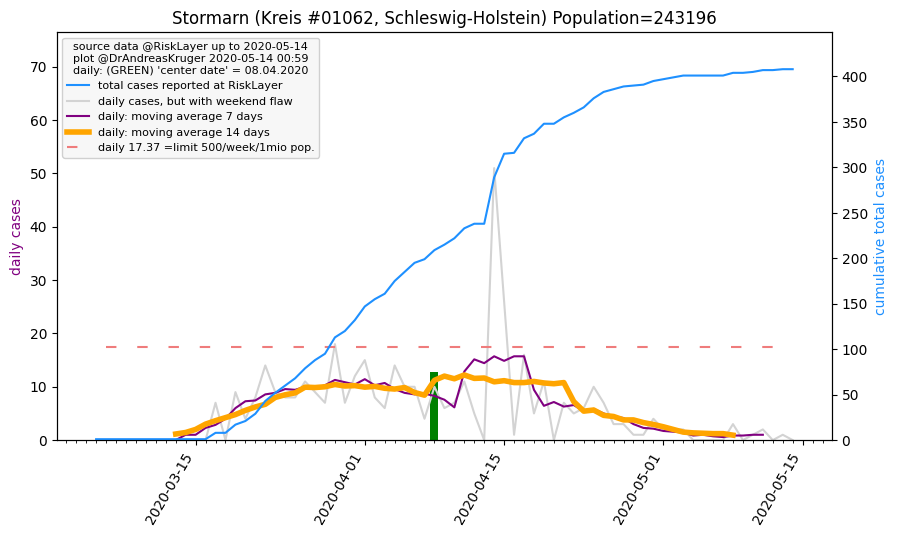 Stormarn (Kreis #01062, Schleswig-Holstein) Population=243196
source data @RiskLayer up to 2020-05-14
plot @DrAndreasKruger 2020-05-14 00:59
daily: (GREEN) 'center date' = 08.04.2020
total cases reported at RiskLayer
daily cases, but with weekend flaw
daily: moving average 7 days
daily: moving average 14 days
daily 17.37 =limit 500/week/1mio pop.
daily cases
70
60
50
40
30
20
10
0
cumulative total cases
400
350
300
250
200
150
100
50
0
2020-03-15
2020-04-01
2020-04-15
2020-05-01
2020-05-15